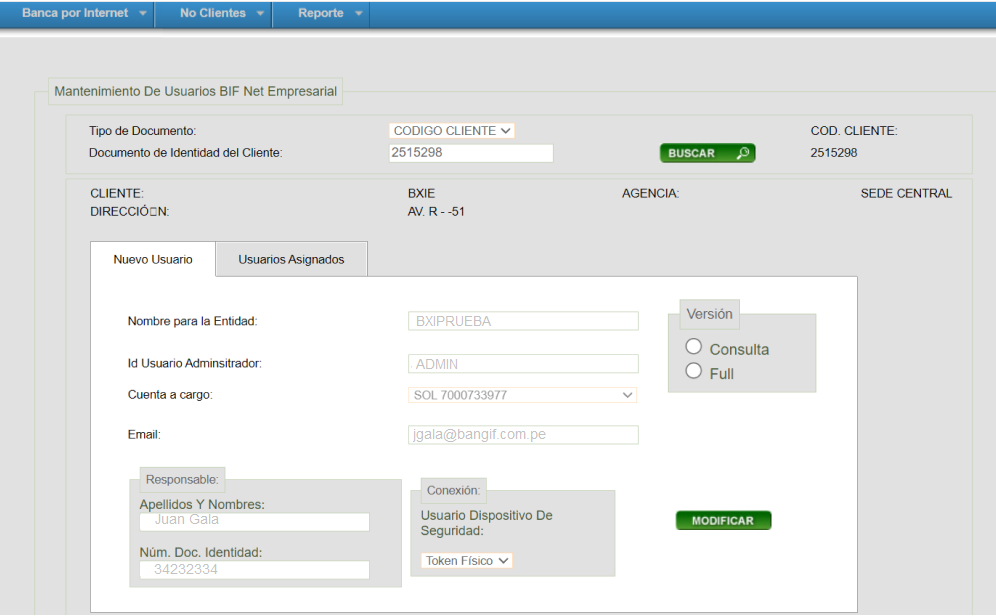 Banca por Internet No Clientes Reporte
Mantenimiento De Usuarios BIF Net Empresarial
Tipo de Documento: CODIGO CLIENTE COD. CLIENTE:
Documento de Identidad del Cliente: 2515298 BUSCAR 2515298
CLIENTE: BXIE AGENCIA: SEDE CENTRAL
DIRECCIÓ□N: AV. R - -51
Nuevo Usuario Usuarios Asignados
Nombre para la Entidad: BXIPRUEBA
Versión
Consulta
Full
Id Usuario Adminsitrador: ADMIN
Cuenta a cargo: SOL 7000733977
Email: jgala@bangif.com.pe
Responsable:
Apellidos Y Nombres:
Juan Gala
Núm. Doc. Identidad:
34232334
Conexión:
Usuario Dispositivo De
Seguridad:
Token Físico
MODIFICAR